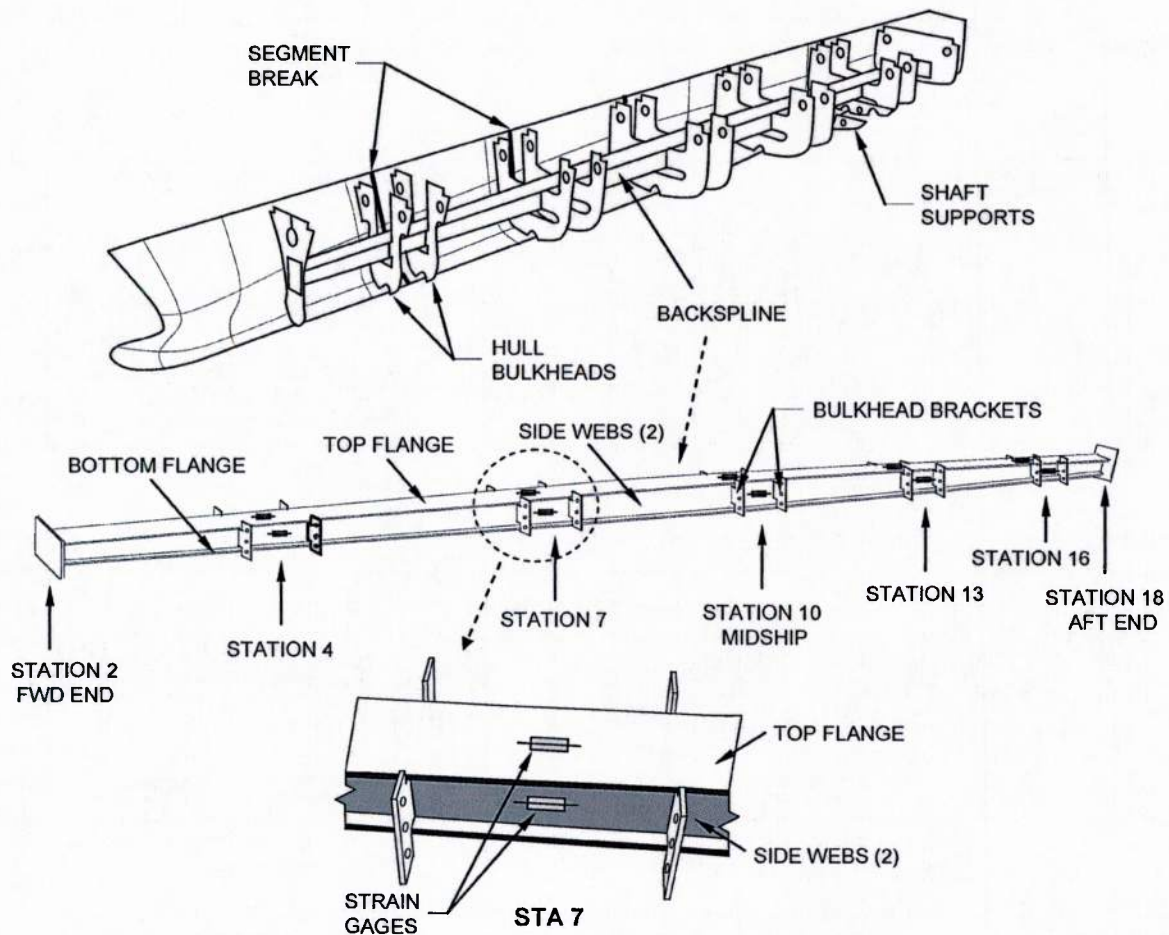 SEGMENT
BREAK
SHAFT
SUPPORTS
BACKSPLINE
HULL
BULKHEADS
BULKHEAD BRACKETS
SIDE WEBS (2)
TOP FLANGE
BOTTOM FLANGE
STATION 16
STATION 13
STATION 18
AFT END
STATION 10
MIDSHIP
STATION 7
STATION 4
STATION 2
FWD END
TOP FLANGE
SIDE WEBS (2)
STRAIN
GAGES
STA 7